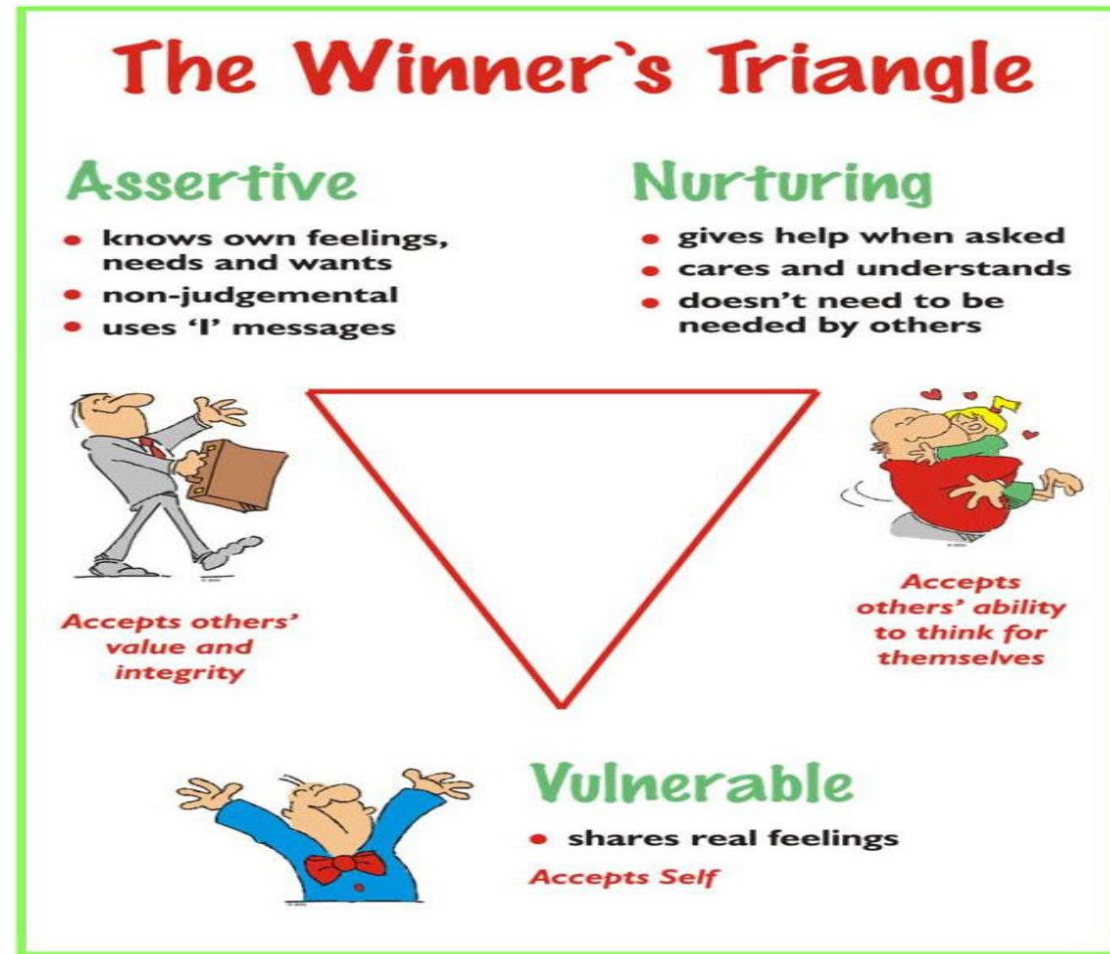 The Winner`s Triangle
Assertive
• knows own feelings,
needs and wants
• non-judgemental
• uses ‘I’ messages
Nurturing
• gives help when asked
• cares and understands
• doesn’t need to be
needed by others
Accepts others’
value and
integrity
Accepts
others’ ability
to think for
themselves
Vulnerable
• shares real feelings
Accepts Self